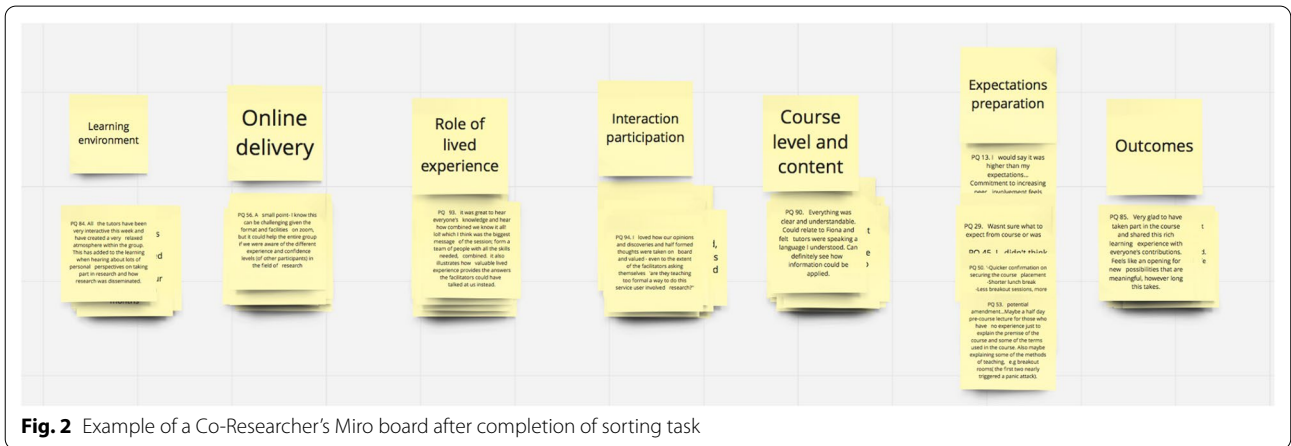 Learning
environment
Online
delivery
Role of
lived
experience
Interaction
participation
Course
level and
content
Expectations
preparation
Outcomes
PQ 84. All the tutors have been
very interactive this week and
have created a very relaxed
atmosphere within the group.
This has added to the learning
when hearing about lots of
personal perspectives on taking
part in research and how
research was disseminated.
PQ 56. A small point- I know this
can be challenging given the
format and facilities on zoom,
but it could help the entire group
if we were aware of the different
experience and confidence
levels (of other participants) in
the field of research
PQ 93. it was great to hear
everyone's knowledge and hear
how combined we know it all!
lol! which I think was the biggest
message of the session; form a
team of people with all the skills
needed, combined. it also
illustrates how valuable lived
experience provides the answers
the facilitators could have
talked at us instead.
PQ 94. I loved how our opinions
and discoveries and half formed
thoughts were taken on board
and valued - even to the extent
of the facilitators asking
themselves 'are they teaching
too formal a way to do this
service user involved research?"
PQ 90. Everything was
clear and understandable.
Could relate to Fiona and
felt tutors were speaking a
language I understood. Can
definitely see how
information could be
applied.
PQ 13. I would say it was
higher than my
expectations...
Commitment to increasing
peer involvement feels
PQ 29. Wasnt sure what to
expect from course or was
PQ 45. I didn't think
PQ 50. -Quicker confirmation on
securing the course placement
-Shorter lunch break
-Less breakout sessions, more
PQ 53. potential
amendment...Maybe a half day
pre-course lecture for those who
have no experience just to
explain the premise of the
course and some of the terms
used in the course. Also maybe
explaining some of the methods
of teaching, e.g breakout
rooms( the first two nearly
triggered a panic attack).
PQ 85. Very glad to have
taken part in the course
and shared this rich
learning experience with
everyone's contributions.
Feels like an opening for
new possibilities that are
meaningful, however long
this takes.
Fig. 2 Example of a Co-Researcher's Miro board after completion of sorting task